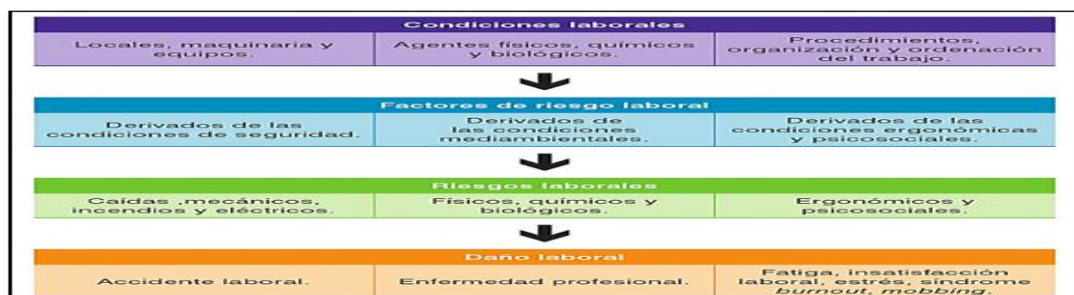 Condiciones laborales
Locales, maquinaria y
equipos.
Agentes físicos, químicos
y biológicos.
Procedimientos,
organización y ordenación
del trabajo.
Factores de riesgo laboral
Derivados de las
condiciones de seguridad.
Derivados de
las condiciones
mediambientales.
Derivados de las
condiciones ergonómicas
y psicosociales.
Riesgos laborales
Caídas ,mecánicos,
incendios y eléctricos.
Físicos, químicos y
biológicos.
Ergonómicos y
psicosociales.
Daño laboral
Accidente laboral.
Enfermedad profesional.
Fatiga, insatisfacción
laboral, estrés, síndrome
burnout, mobbing.